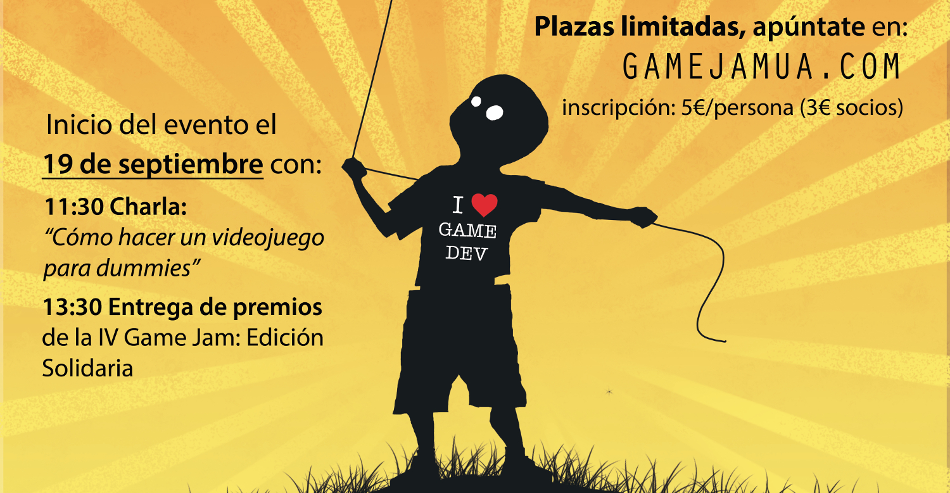 Plazas limitadas, apúntate en:
GAMEJAMUA.COM
inscripción: 5€/persona (3€ socios)
Inicio del evento el
19 de septiembre con:
11:30 Charla:
“Cómo hacer un videojuego
para dummies”
13:30 Entrega de premios
de la IV Game Jam: Edición
Solidaria
I ❤
GAME
DEV